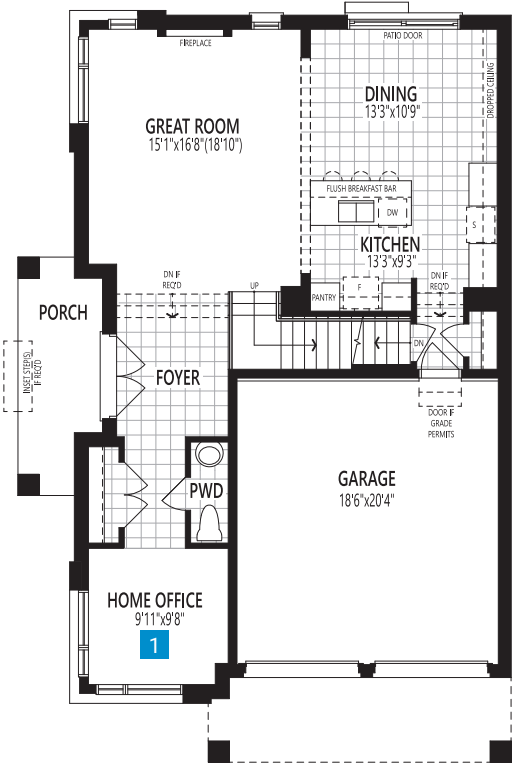 FIREPLACE
PATIO DOOR
DROPPED CEILING
DINING
13'3"x10'9"
GREAT ROOM
15'1"x16'8"(18'10")
FLUSH BREAKFAST BAR
DW
S
KITCHEN
13'3"x9'3"
DN IF
REQ'D
UP
PANTRY
F
DN IF
REQ'D
PORCH
INSET STEP(S)
IF REQ'D
DN
FOYER
DOOR IF
GRADE
PERMITS
PWD
GARAGE
18'6"x20'4"
HOME OFFICE
9'11"x9'8"
1